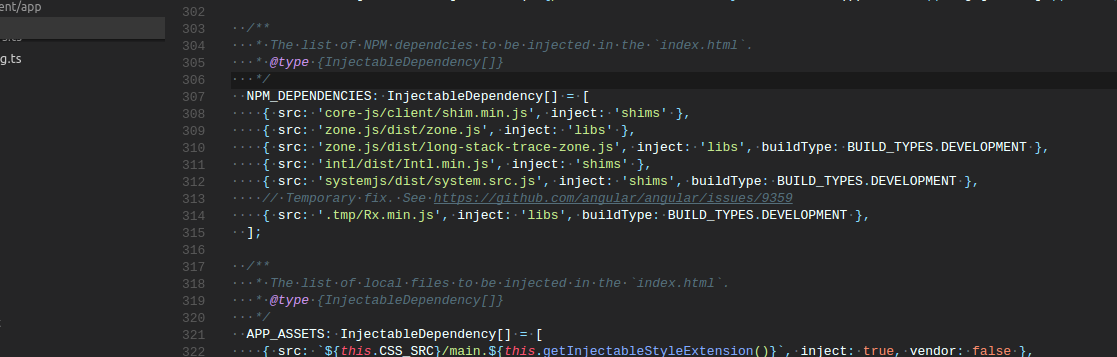 ent/app
g.ts
302
303 /**
304 * The list of NPM dependcies to be injected in the `index.html`.
305 * @type {InjectableDependency[]}
306 */
307 NPM_DEPENDENCIES: InjectableDependency[] = [
308 { src: 'core-js/client/shim.min.js', inject: 'shims' },
309 { src: 'zone.js/dist/zone.js', inject: 'libs' },
310 { src: 'zone.js/dist/long-stack-trace-zone.js', inject: 'libs', buildType: BUILD_TYPES.DEVELOPMENT },
311 { src: 'intl/dist/Intl.min.js', inject: 'shims' },
312 { src: 'systemjs/dist/system.src.js', inject: 'shims', buildType: BUILD_TYPES.DEVELOPMENT },
313 // Temporary fix. See https://github.com/angular/angular/issues/9359
314 { src: '.tmp/Rx.min.js', inject: 'libs', buildType: BUILD_TYPES.DEVELOPMENT },
315 ];
316
317 /**
318 * The list of local files to be injected in the `index.html`.
319 * @type {InjectableDependency[]}
320 */
321 APP_ASSETS: InjectableDependency[] = [
322 { src: `${this.CSS_SRC}/main.${this.getInjectableStyleExtension()}`, inject: true, vendor: false },